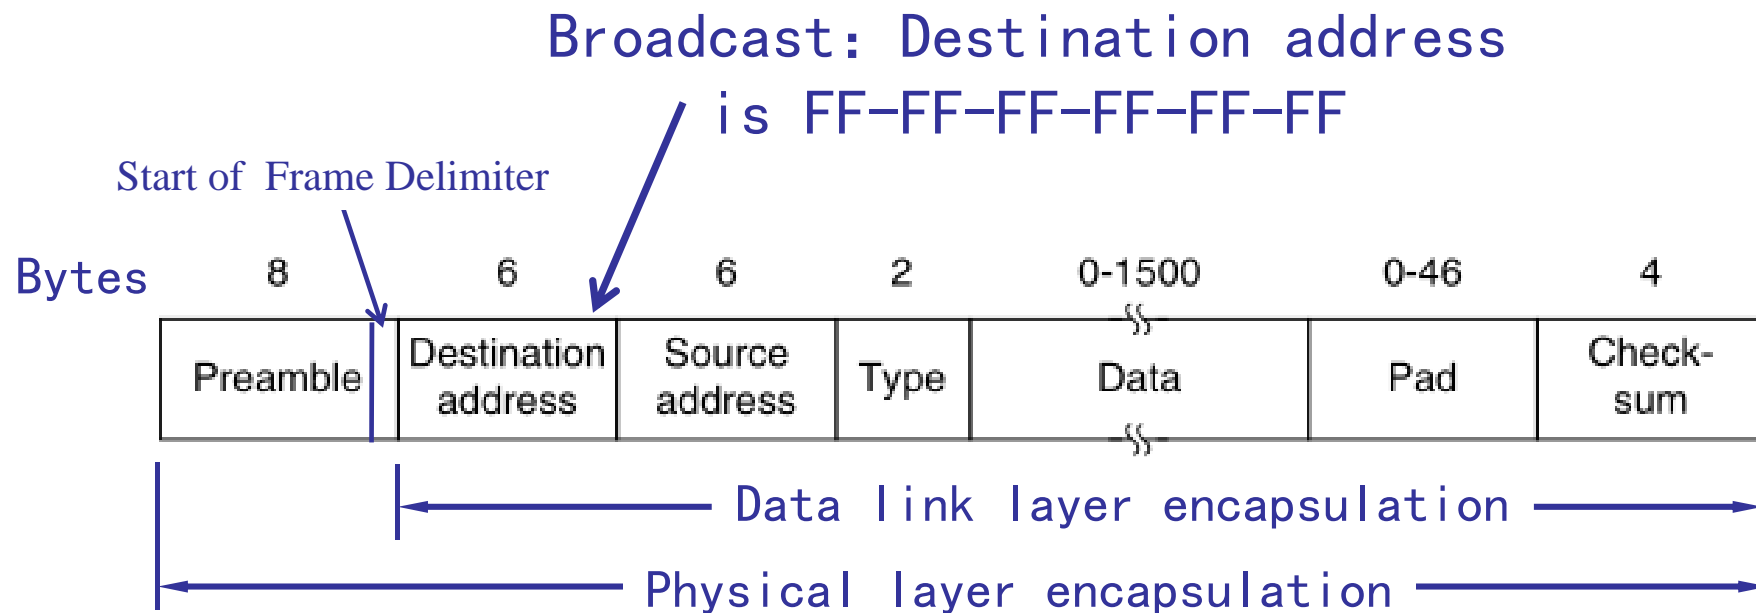 Broadcast: Destination address
is FF-FF-FF-FF-FF-FF
Start of Frame Delimiter
Bytes 8 6 6 2 0-1500 0-46 4
Preamble Destination address Source address Type Data Pad Check-sum
Data link layer encapsulation
Physical layer encapsulation